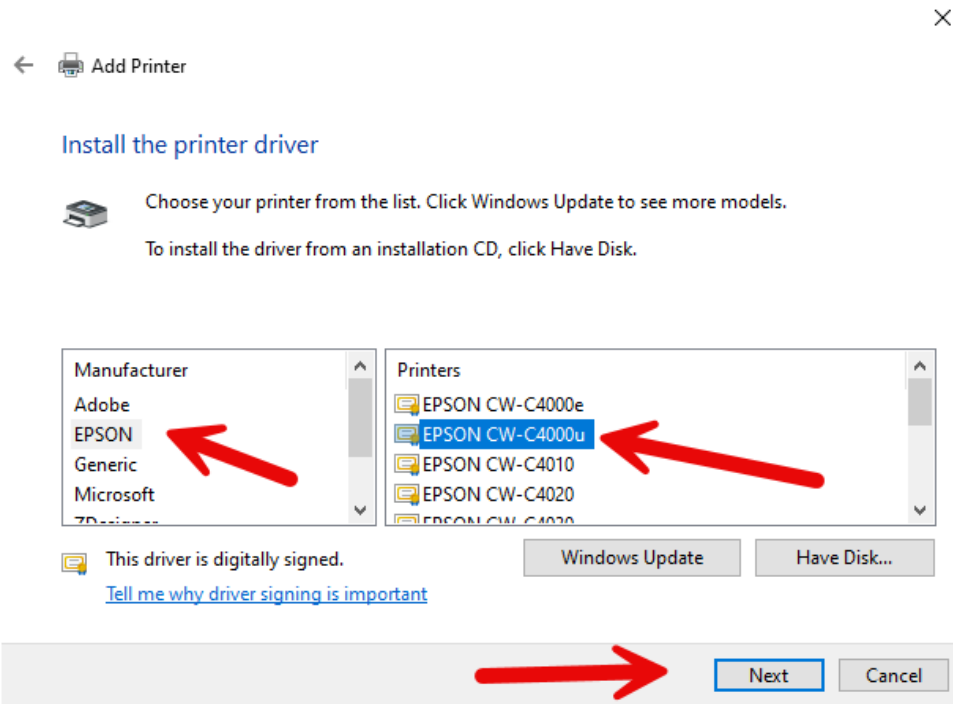 Add Printer
Install the printer driver
Choose your printer from the list. Click Windows Update to see more models.
To install the driver from an installation CD, click Have Disk.
Manufacturer
Adobe
EPSON
Generic
Microsoft
Printers
EPSON CW-C4000e
EPSON CW-C4000u
EPSON CW-C4010
EPSON CW-C4020
This driver is digitally signed.
Tell me why driver signing is important
Windows Update
Have Disk...
Next
Cancel